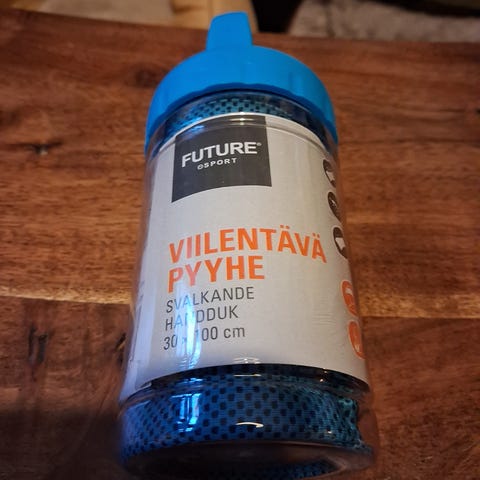 FUTURE®
SPORT
VIILENTÄVÄ
PYYHE
SVALKANDE
HANDDUK
30 x 100 cm